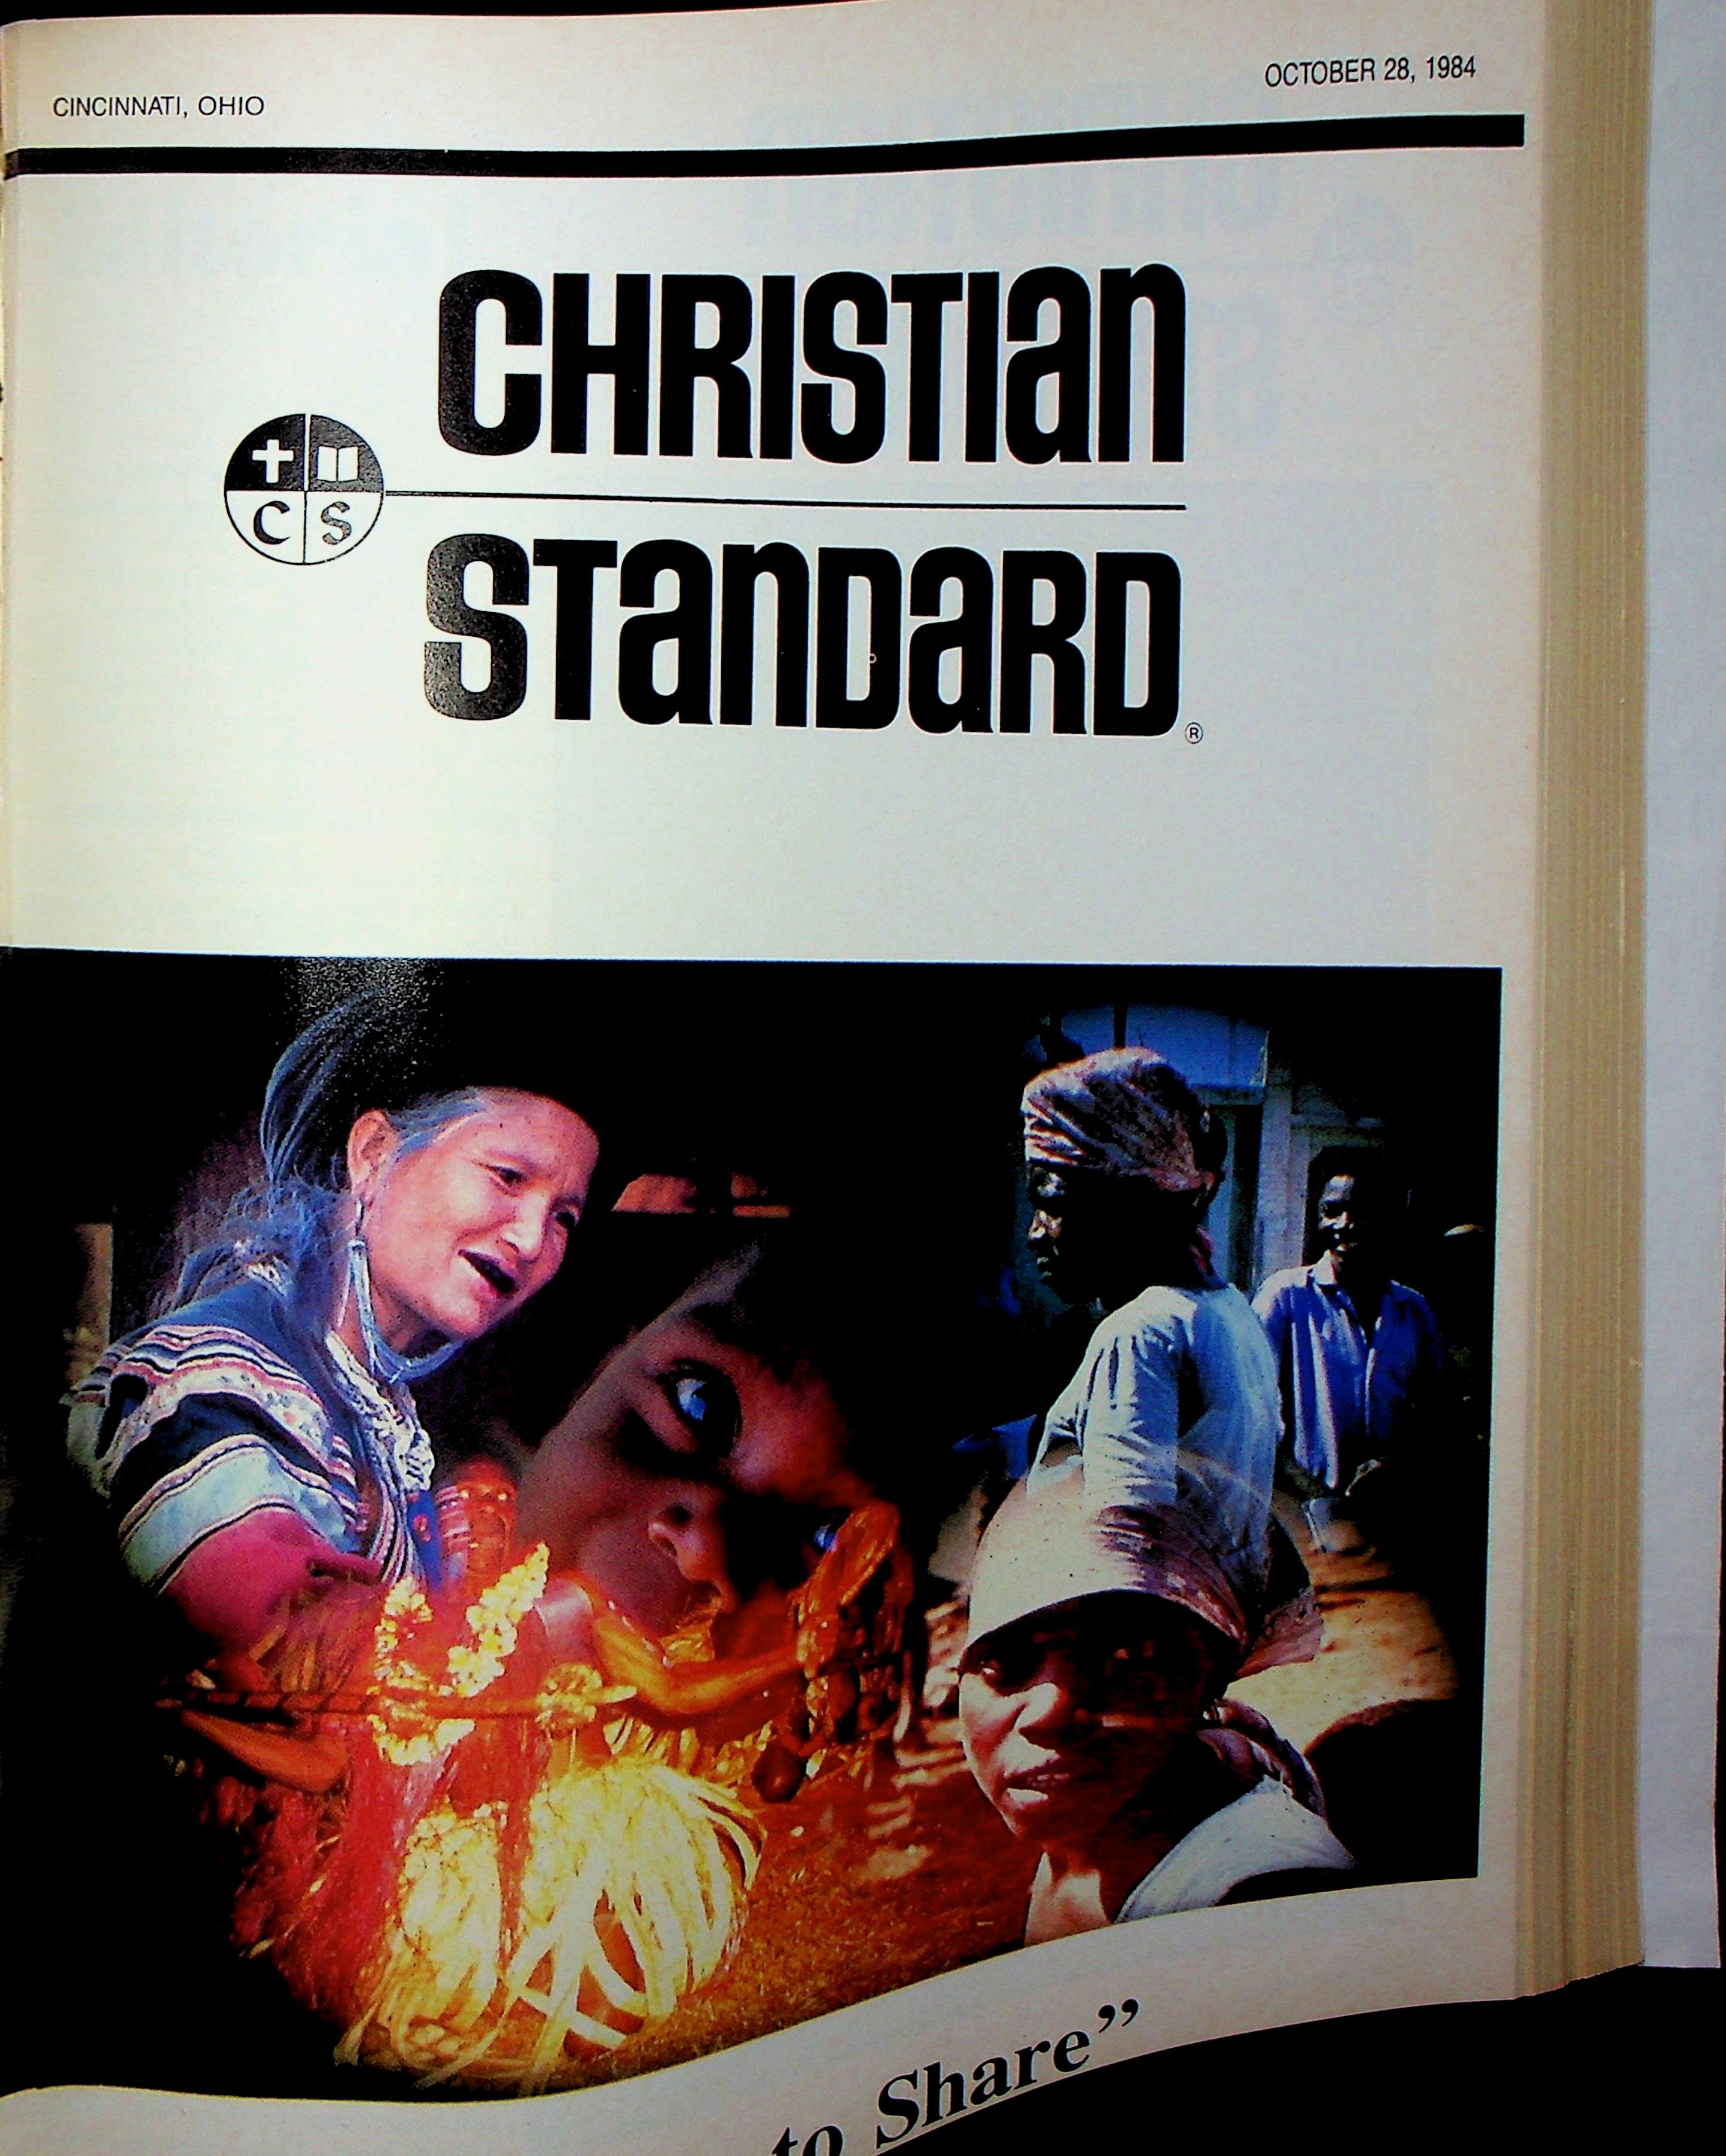 CINCINNATI, OHIO
OCTOBER 28, 1984
CHRISTIAN
C S
STANDARD®
to Share”